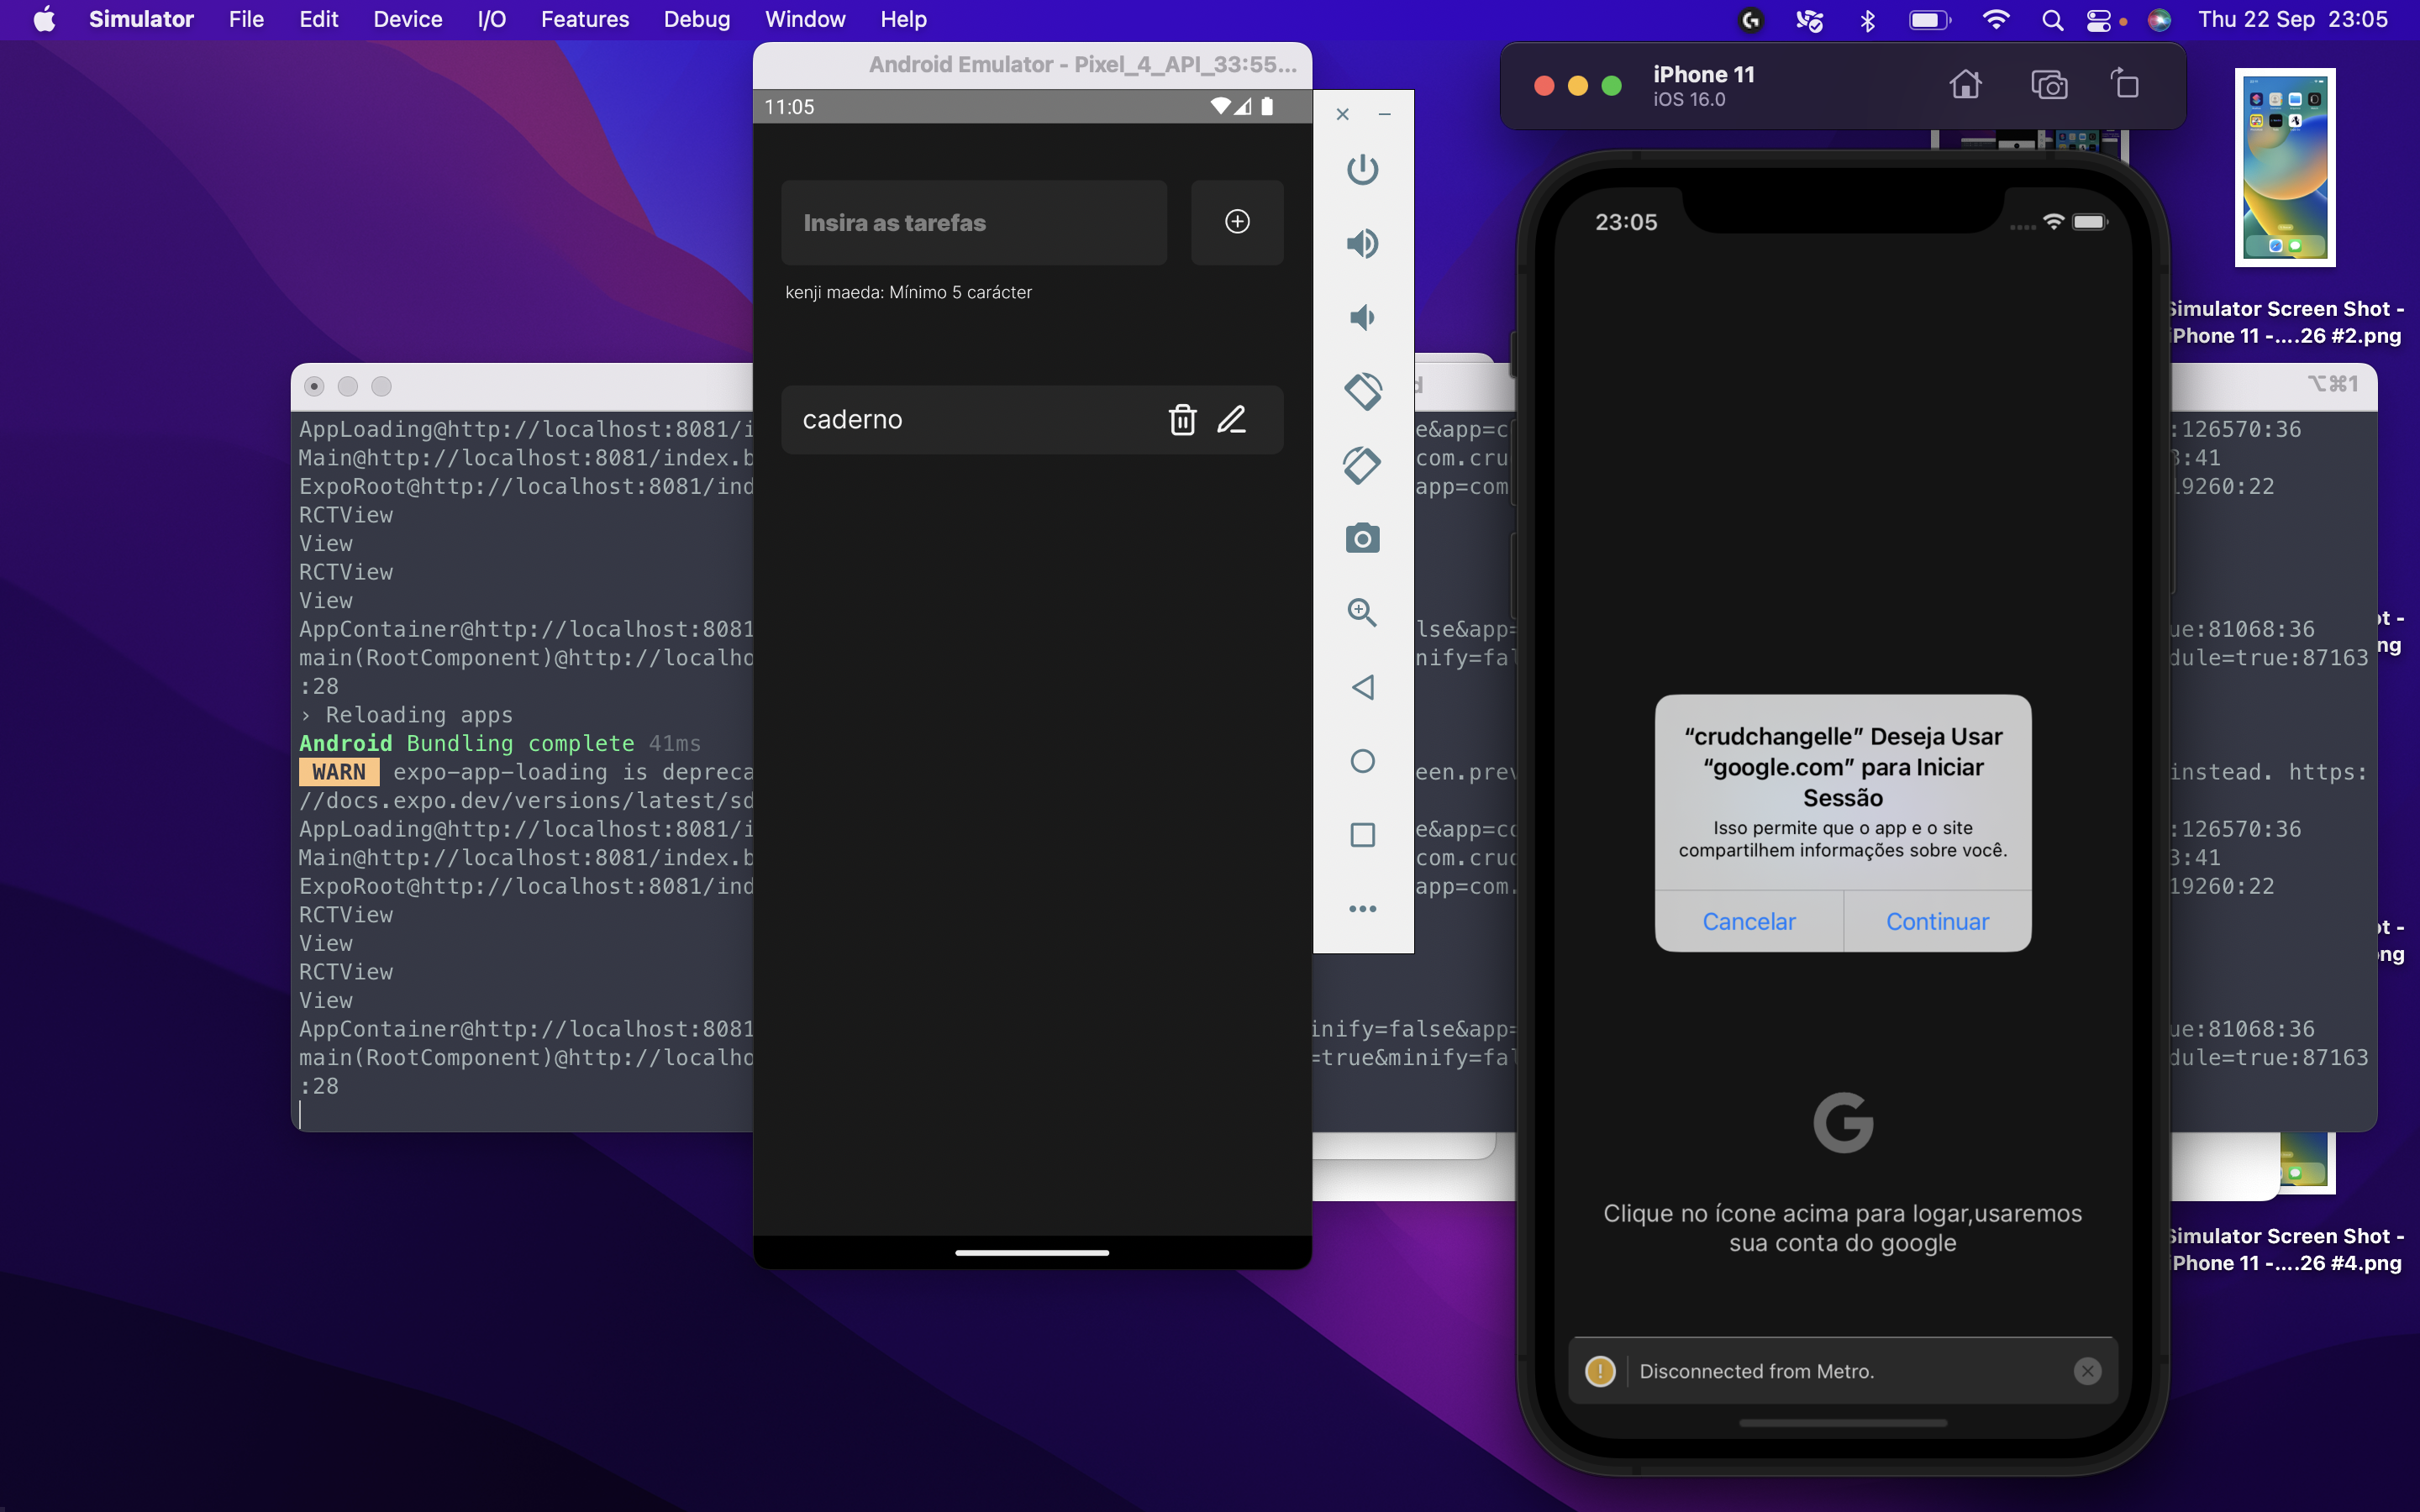 Simulator File Edit Device I/O Features Debug Window Help
Thu 22 Sep 23:05
Android Emulator - Pixel_4_API_33:55...
11:05
Insira as tarefas
kenji maeda: Mínimo 5 carácter
caderno
iPhone 11
iOS 16.0
23:05
“crudchangelle” Deseja Usar
“google.com” para Iniciar
Sessão
Isso permite que o app e o site
compartilhem informações sobre você.
Cancelar Continuar
G
Clique no ícone acima para logar,usaremos
sua conta do google
! Disconnected from Metro.
Simulator Screen Shot -
iPhone 11 -....26 #2.png
Simulator Screen Shot -
iPhone 11 -....26 #4.png
⌥⌘1
AppLoading@http://localhost:8081/i e&app=c :126570:36
Main@http://localhost:8081/index.b com.cru 3:41
ExpoRoot@http://localhost:8081/ind app=com 19260:22
RCTView
View
RCTView
View
AppContainer@http://localhost:8081 lse&app= ue:81068:36
main(RootComponent)@http://localho nify=fal dule=true:87163
:28
› Reloading apps
Android Bundling complete 41ms
WARN expo-app-loading is depreca een.prev instead. https:
//docs.expo.dev/versions/latest/sd
AppLoading@http://localhost:8081/i e&app=co :126570:36
Main@http://localhost:8081/index.b com.crud 3:41
ExpoRoot@http://localhost:8081/ind app=com. 19260:22
RCTView
View
RCTView
View
AppContainer@http://localhost:8081 inify=false&app= ue:81068:36
main(RootComponent)@http://localho =true&minify=fal dule=true:87163
:28